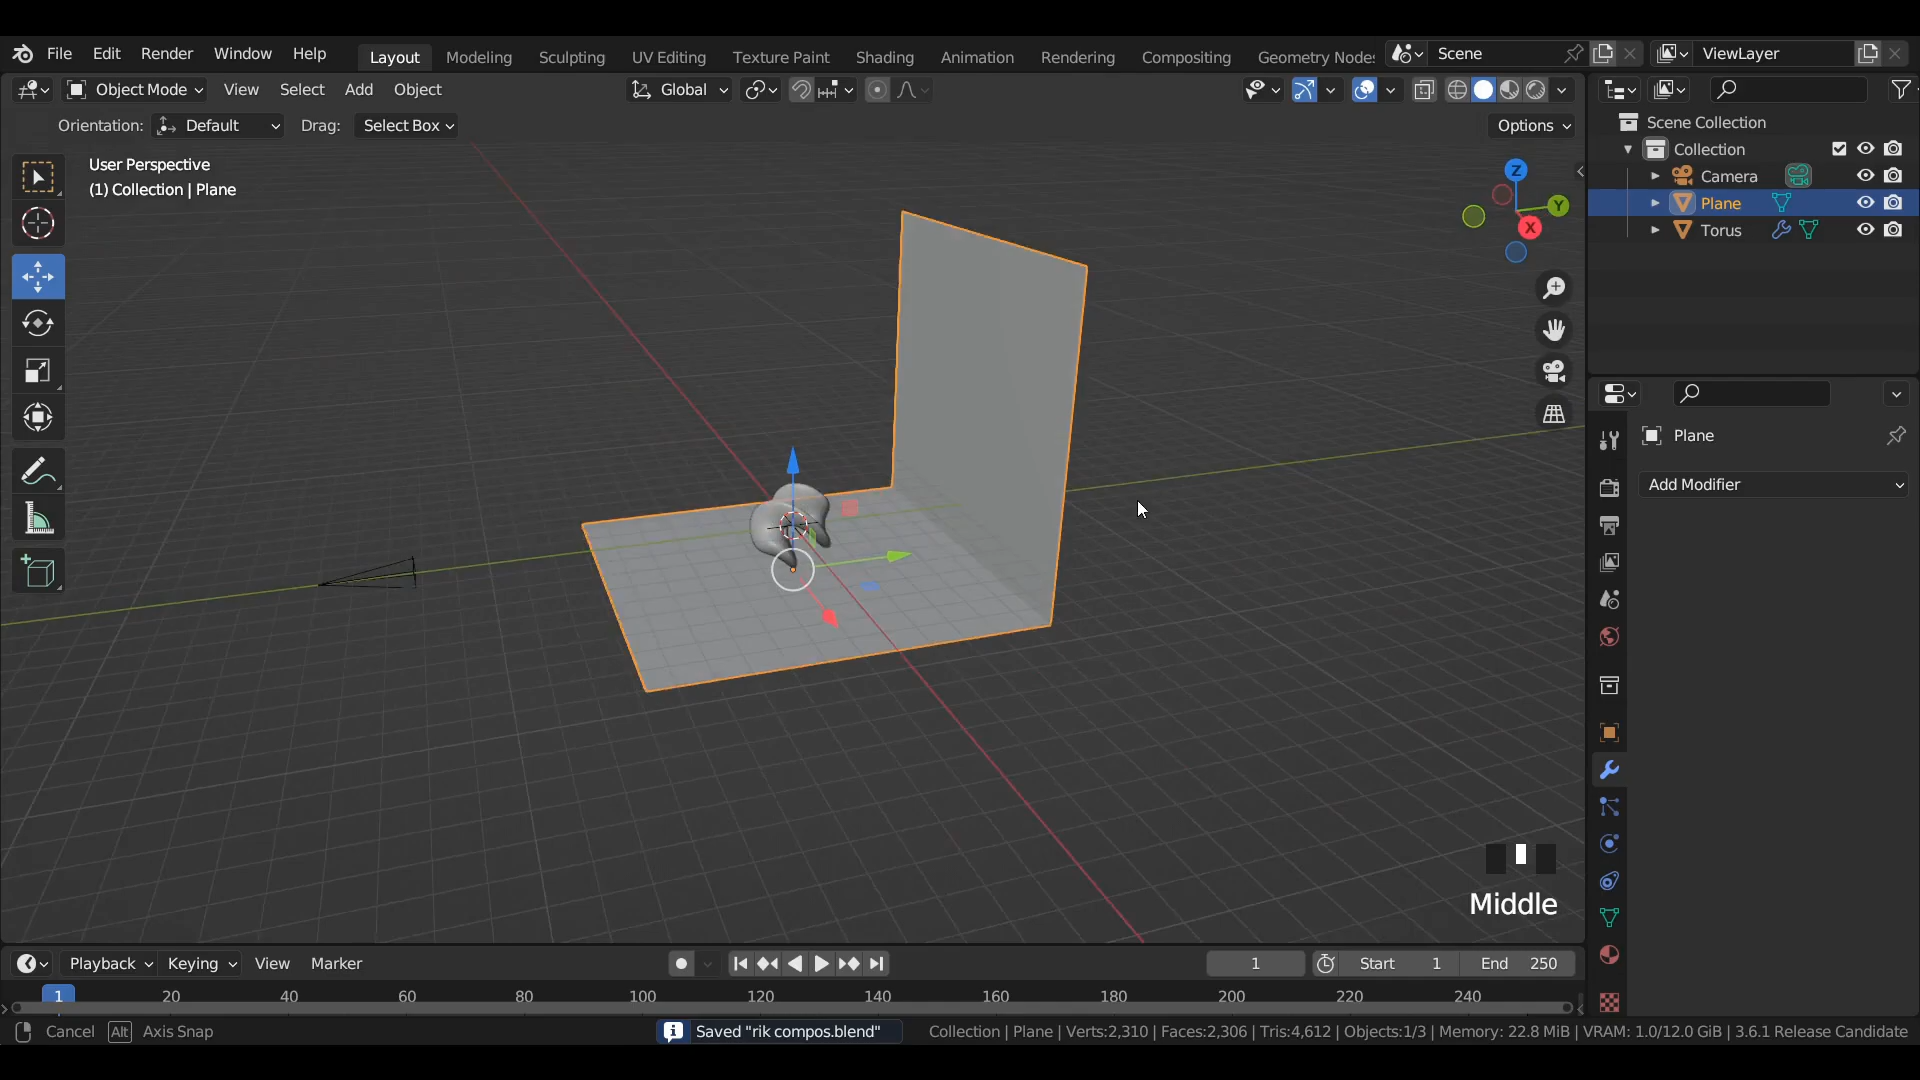 File Edit Render Window Help Layout Modeling Sculpting UV Editing Texture Paint Shading Animation Rendering Compositing Geometry Nodes Scene ViewLayer
Object Mode View Select Add Object Global
Orientation: Default Drag: Select Box Options
User Perspective
(1) Collection | Plane
Z
Y
X
Scene Collection
Collection
Camera
Plane
Torus
Plane
Add Modifier
Middle
Playback Keying View Marker 1 Start 1 End 250
1 20 40 60 80 100 120 140 160 180 200 220 240
Cancel Alt Axis Snap Saved "rik compos.blend" Collection | Plane | Verts:2,310 | Faces:2,306 | Tris:4,612 | Objects:1/3 | Memory: 22.8 MiB | VRAM: 1.0/12.0 GiB | 3.6.1 Release Candidate